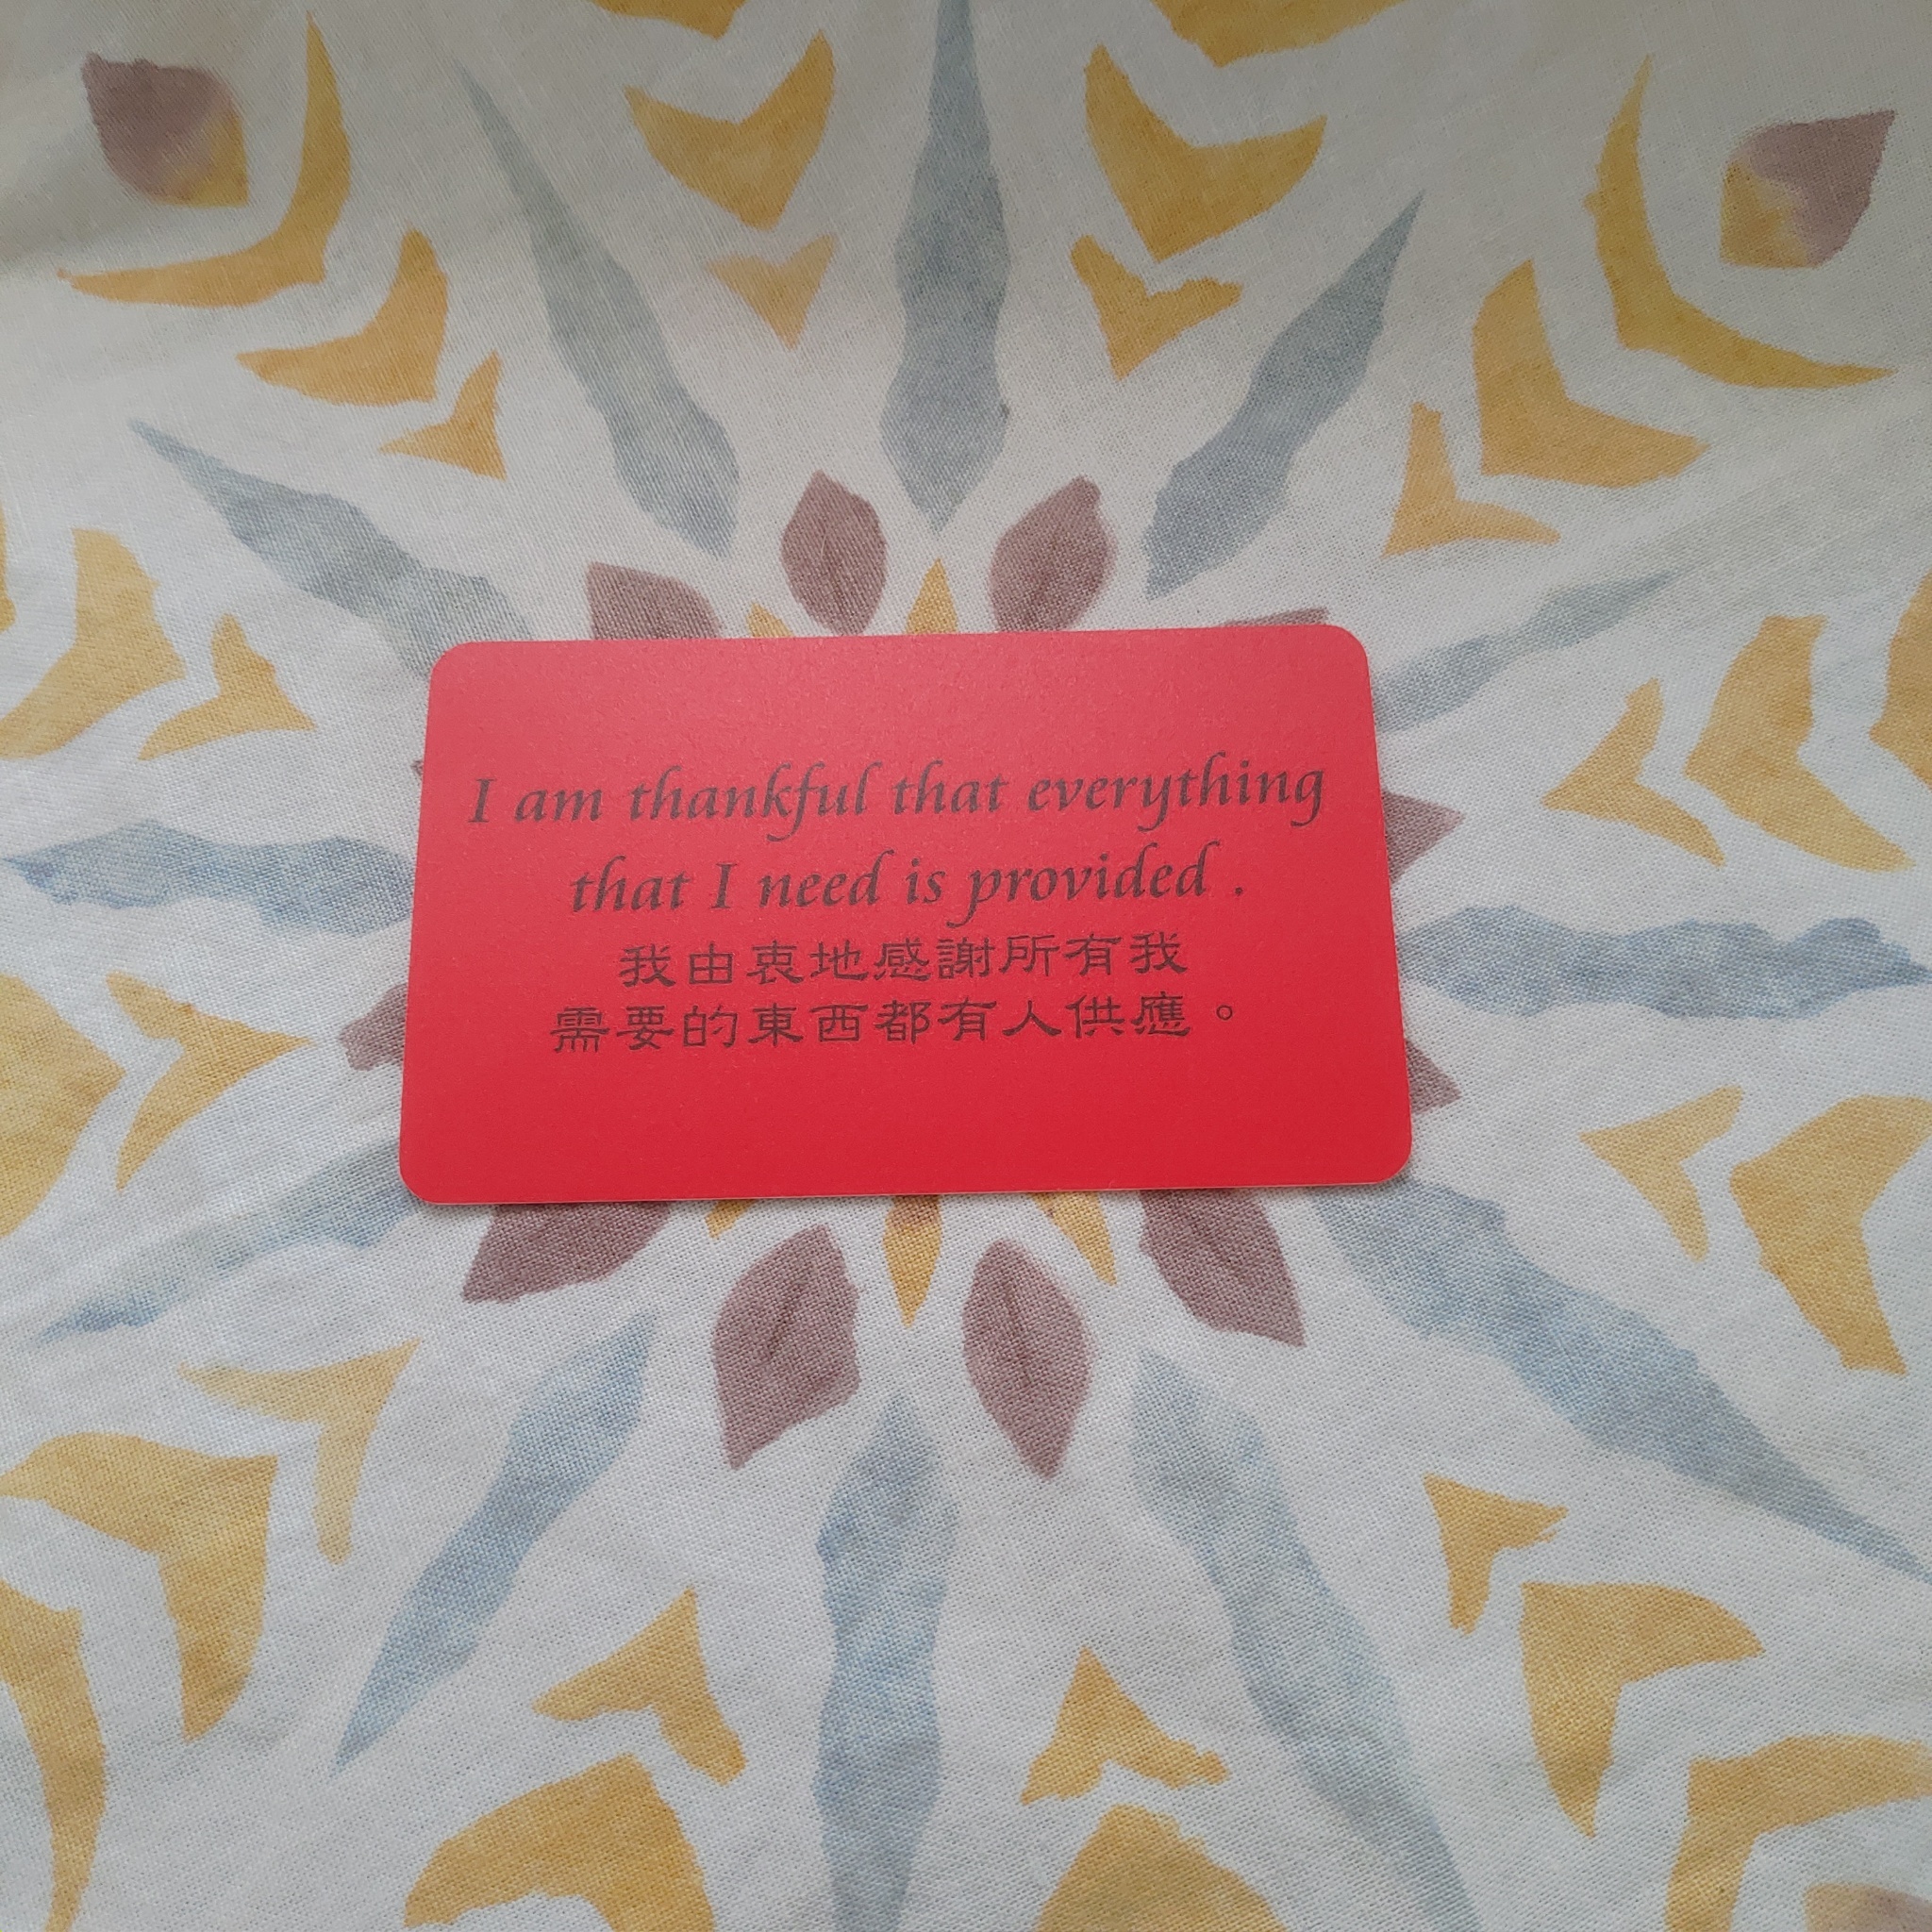 I am thankful that everything
that I need is provided .
我由衷地感謝所有我
需要的東西都有人供應。